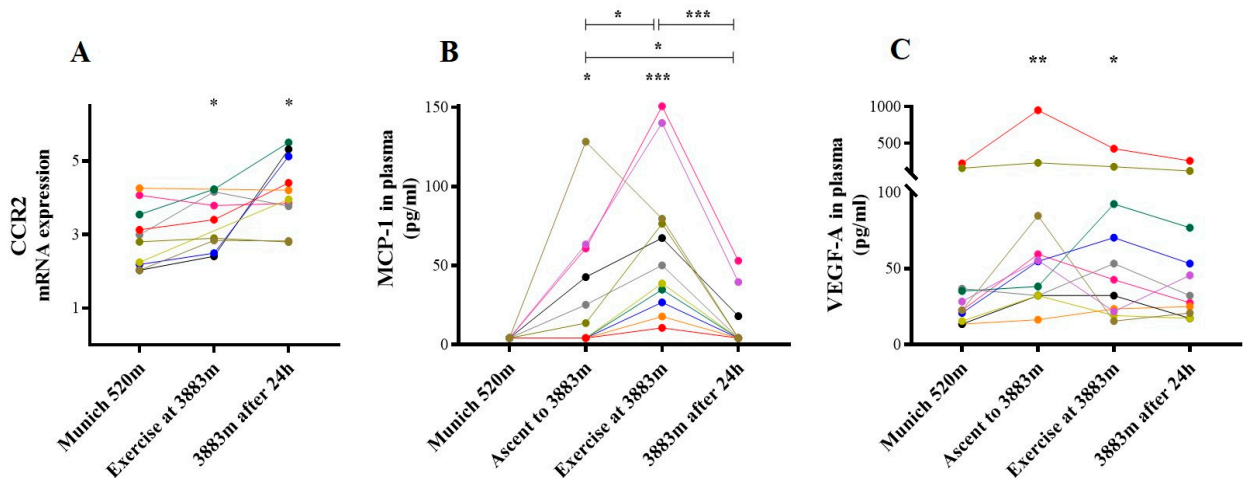 A
*
*
CCR2
mRNA expression
5
3
1
Munich 520m
Exercise at 3883m
3883m after 24h
B
*
***
*
*
***
MCP-1 in plasma
(pg/ml)
150
100
50
0
Munich 520m
Ascent to 3883m
Exercise at 3883m
3883m after 24h
C
**
*
VEGF-A in plasma
(pg/ml)
1000
500
100
50
0
Munich 520m
Ascent to 3883m
Exercise at 3883m
3883m after 24h